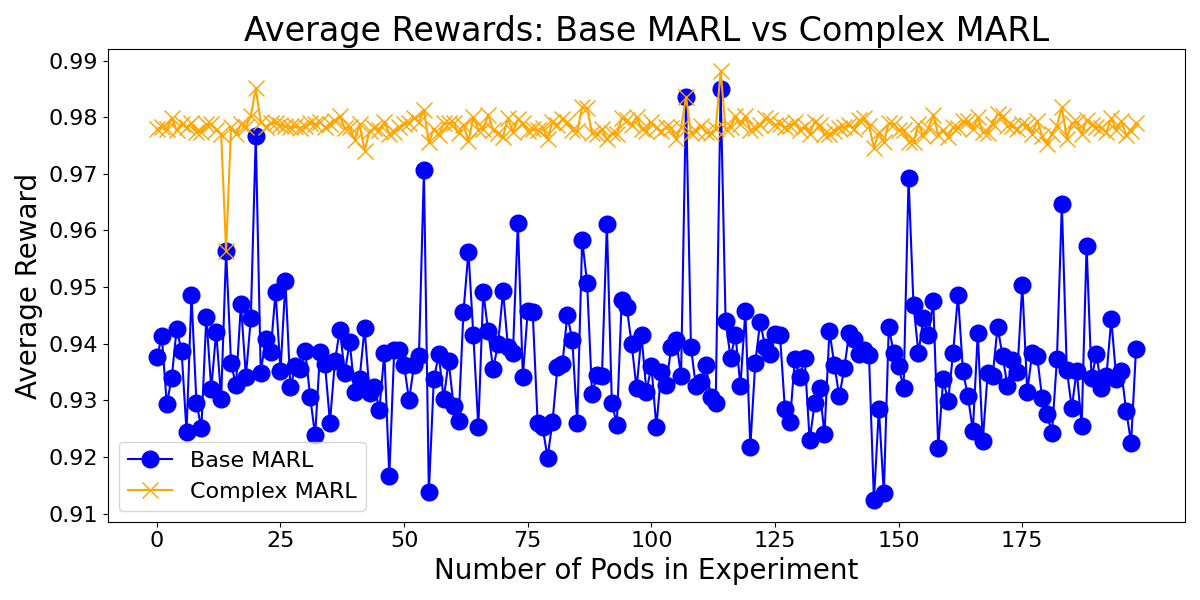 Average Rewards: Base MARL vs Complex MARL
Average Reward
0.99
0.98
0.97
0.96
0.95
0.94
0.93
0.92
0.91
Base MARL
Complex MARL
0 25 50 75 100 125 150 175
Number of Pods in Experiment